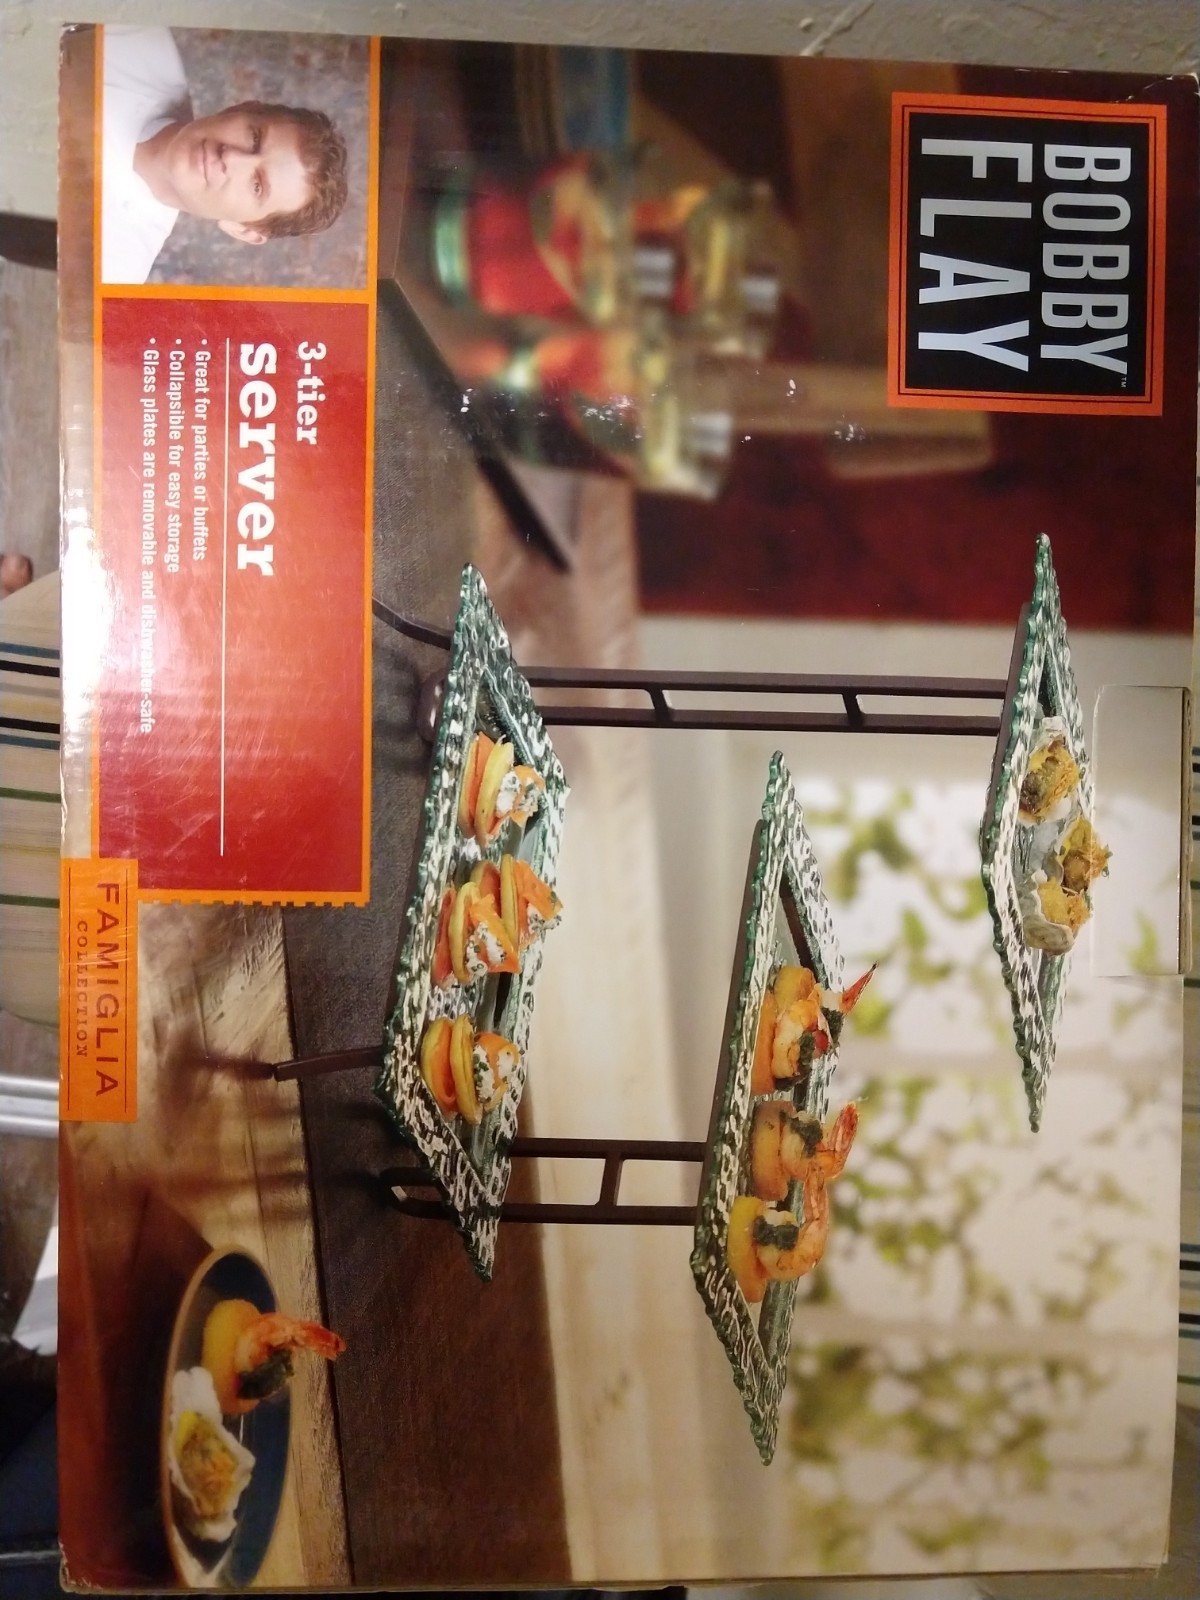 BOBBY™
FLAY
3-tier
server
• Great for parties or buffets
• Collapsible for easy storage
• Glass plates are removable and dishwasher-safe
FAMIGLIA
COLLECTION